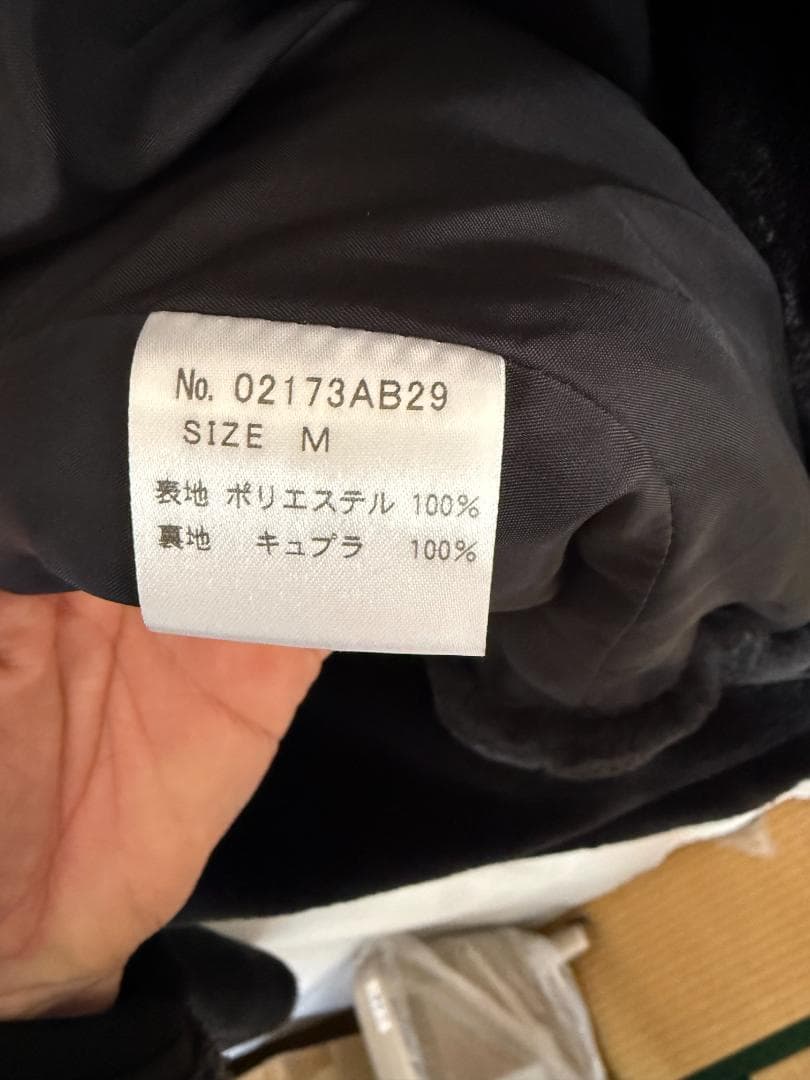 No. 02173AB29
SIZE M
表地 ポリエステル 100%
裏地 キュプラ 100%